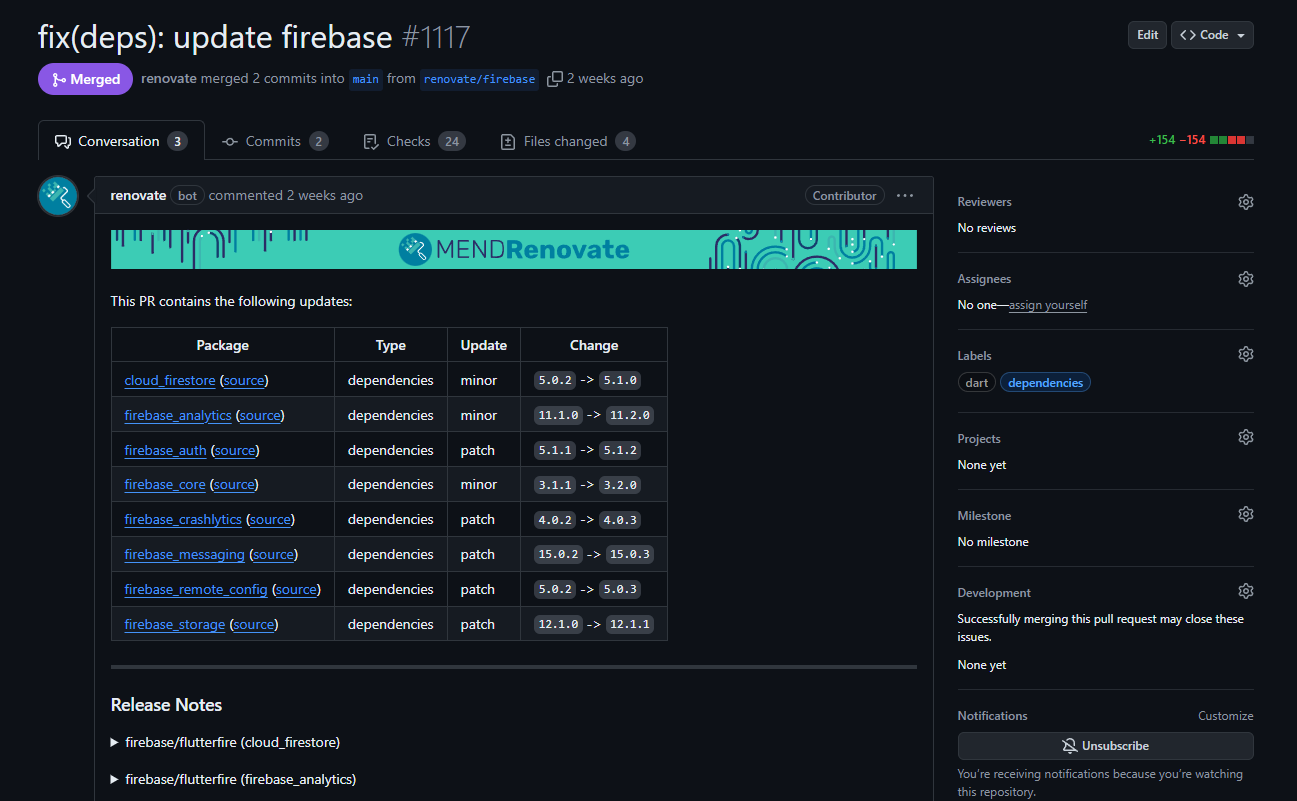 fix(deps): update firebase #1117
Edit
Code
Merged
renovate merged 2 commits into main from renovate/firebase 2 weeks ago
Conversation 3
Commits 2
Checks 24
Files changed 4
+154 −154
renovate bot commented 2 weeks ago
Contributor
MEND Renovate
This PR contains the following updates:
Package Type Update Change
cloud_firestore (source) dependencies minor 5.0.2 -> 5.1.0
firebase_analytics (source) dependencies minor 11.1.0 -> 11.2.0
firebase_auth (source) dependencies patch 5.1.1 -> 5.1.2
firebase_core (source) dependencies minor 3.1.1 -> 3.2.0
firebase_crashlytics (source) dependencies patch 4.0.2 -> 4.0.3
firebase_messaging (source) dependencies patch 15.0.2 -> 15.0.3
firebase_remote_config (source) dependencies patch 5.0.2 -> 5.0.3
firebase_storage (source) dependencies patch 12.1.0 -> 12.1.1
Release Notes
firebase/flutterfire (cloud_firestore)
firebase/flutterfire (firebase_analytics)
Reviewers
No reviews
Assignees
No one—assign yourself
Labels
dart dependencies
Projects
None yet
Milestone
No milestone
Development
Successfully merging this pull request may close these
issues.
None yet
Notifications
Customize
Unsubscribe
You're receiving notifications because you're watching
this repository.